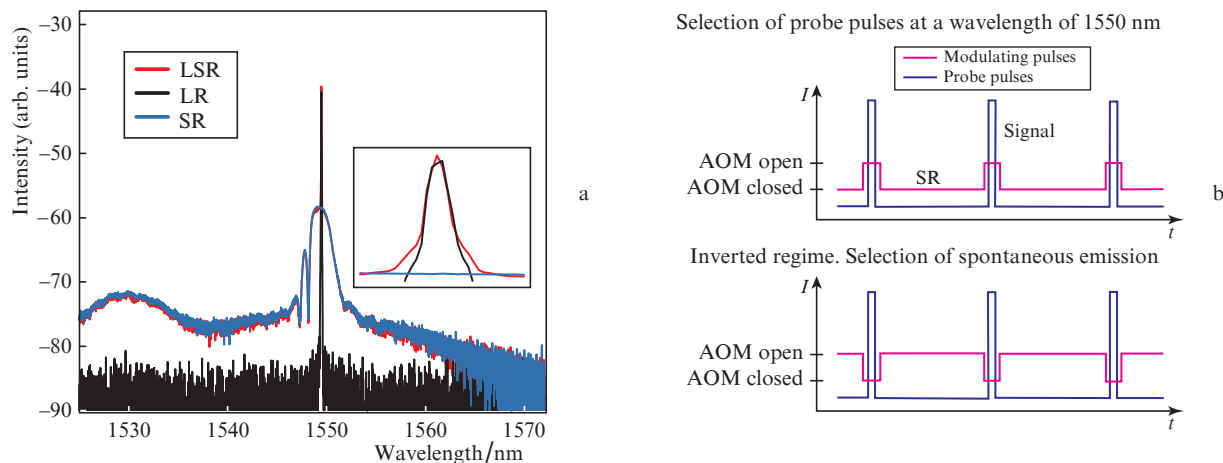 Intensity (arb. units)
–30
–40
–50
–60
–70
–80
–90
LSR
LR
SR
1530
1540
1550
1560
1570
Wavelength/nm
a
Selection of probe pulses at a wavelength of 1550 nm
Modulating pulses
Probe pulses
I
Signal
AOM open
SR
AOM closed
t
b
Inverted regime. Selection of spontaneous emission
I
AOM open
AOM closed
t